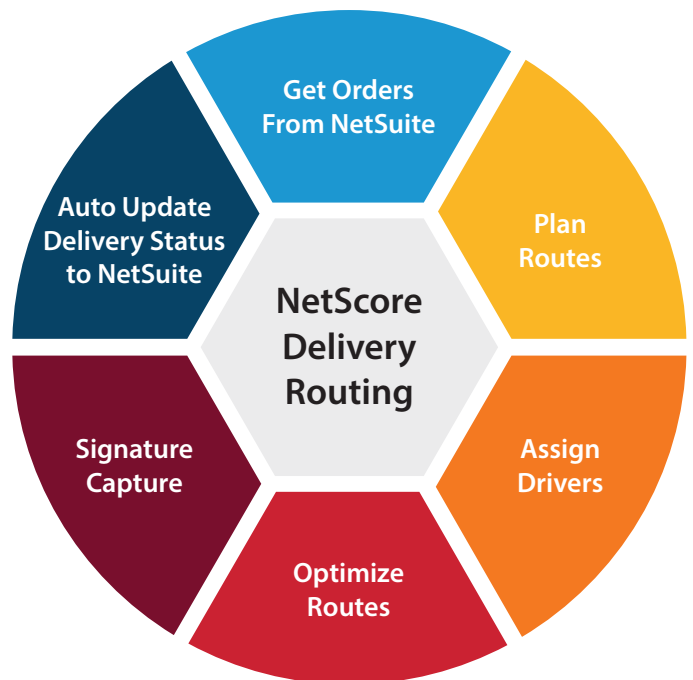 Get Orders
From NetSuite
Plan
Routes
Assign
Drivers
Optimize
Routes
Signature
Capture
Auto Update
Delivery Status
to NetSuite
NetScore
Delivery
Routing